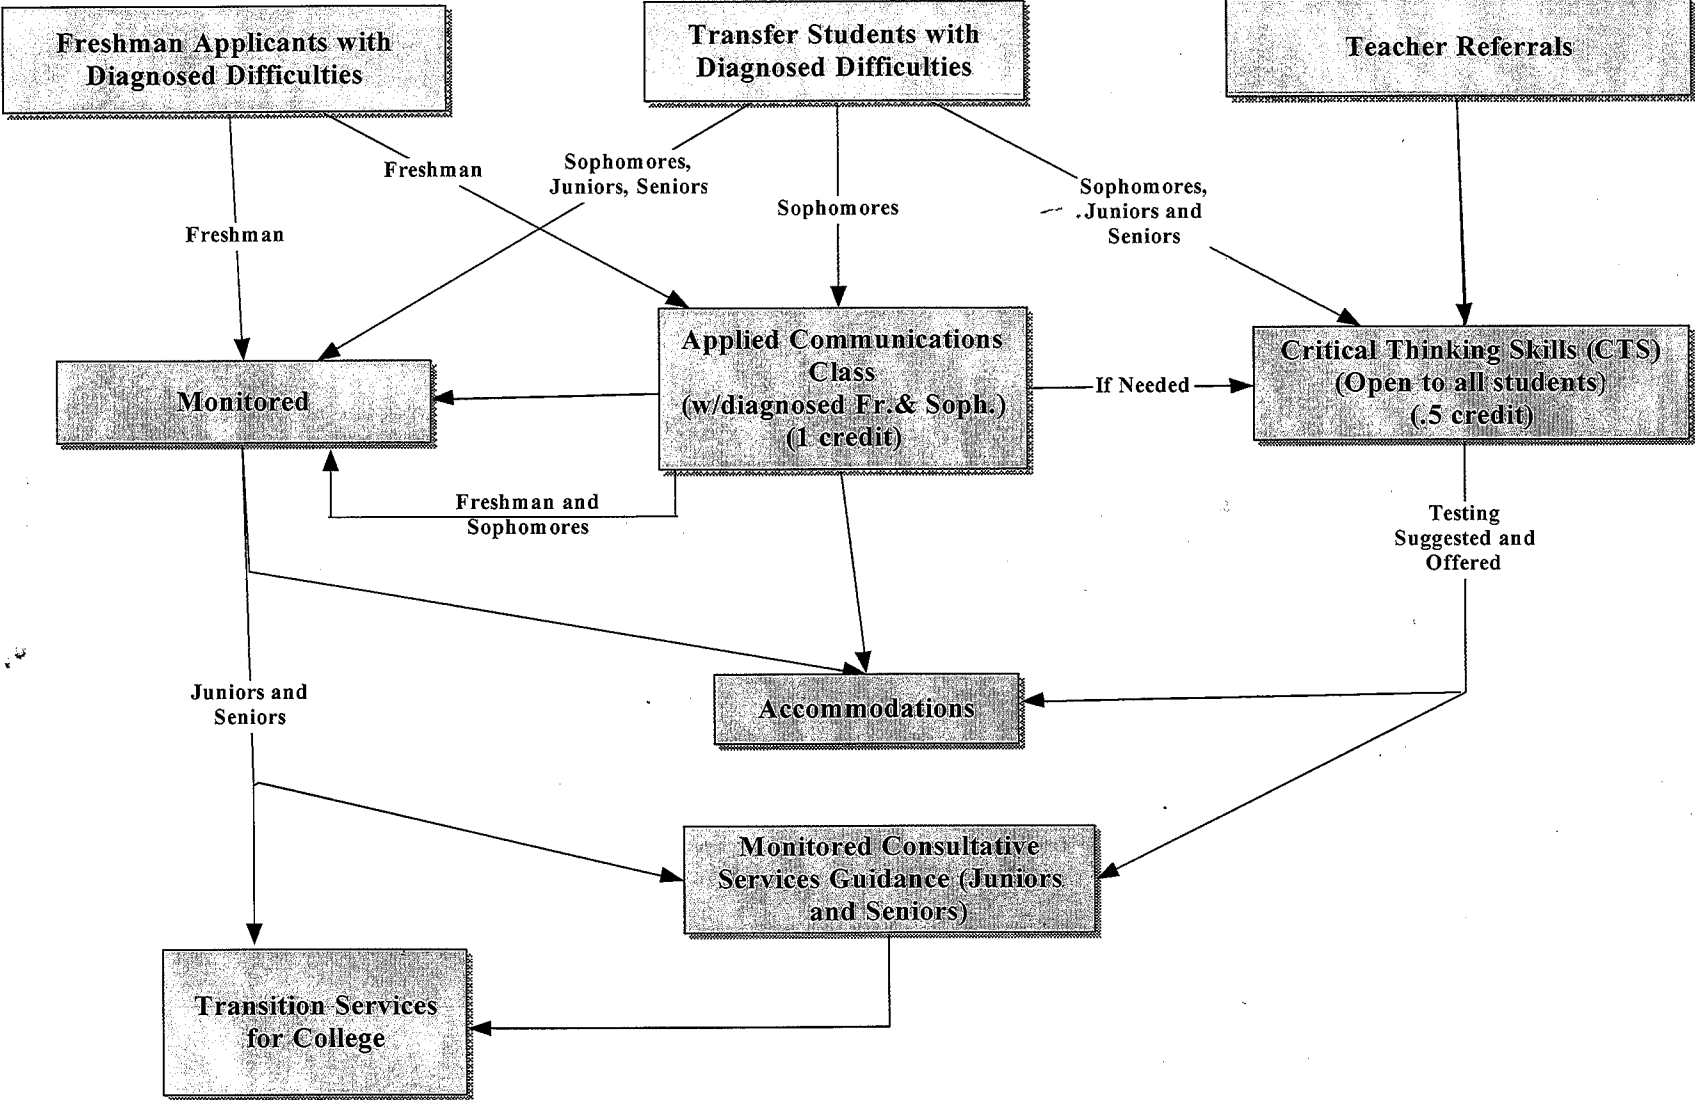 Freshman Applicants with
Diagnosed Difficulties
Transfer Students with
Diagnosed Difficulties
Teacher Referrals
Freshman
Sophomores,
Juniors, Seniors
Sophomores
Sophomores,
Juniors and
Seniors
Freshman
Monitored
Applied Communications
Class
(w/diagnosed Fr.& Soph.)
(1 credit)
If Needed
Critical Thinking Skills (CTS)
(Open to all students)
(.5 credit)
Freshman and
Sophomores
Testing
Suggested and
Offered
Juniors and
Seniors
Accommodations
Monitored Consultative
Services Guidance (Juniors
and Seniors)
Transition Services
for College